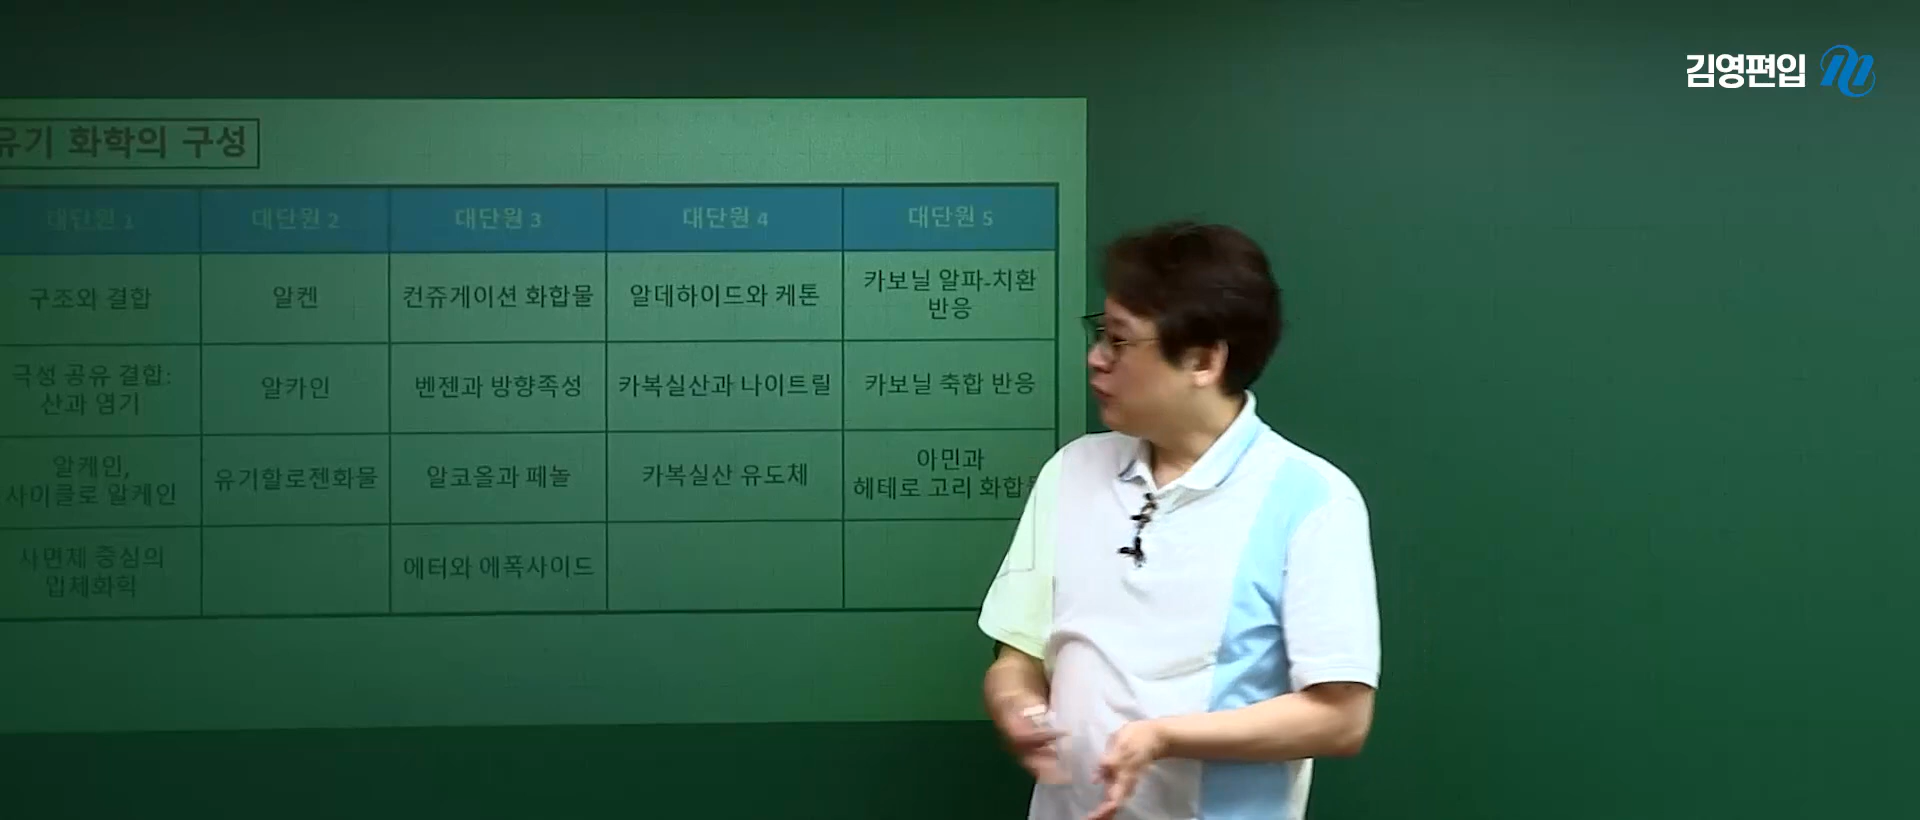 김영편입
유기 화학의 구성
대단원 1
대단원 2
대단원 3
대단원 4
대단원 5
구조와 결합
알켄
컨쥬게이션 화합물
알데하이드와 케톤
카보닐 알파-치환
반응
극성 공유 결합:
산과 염기
알카인
벤젠과 방향족성
카복실산과 나이트릴
카보닐 축합 반응
알케인,
사이클로 알케인
유기할로젠화물
알코올과 페놀
카복실산 유도체
아민과
헤테로 고리 화합
사면체 중심의
입체화학
에터와 에폭사이드